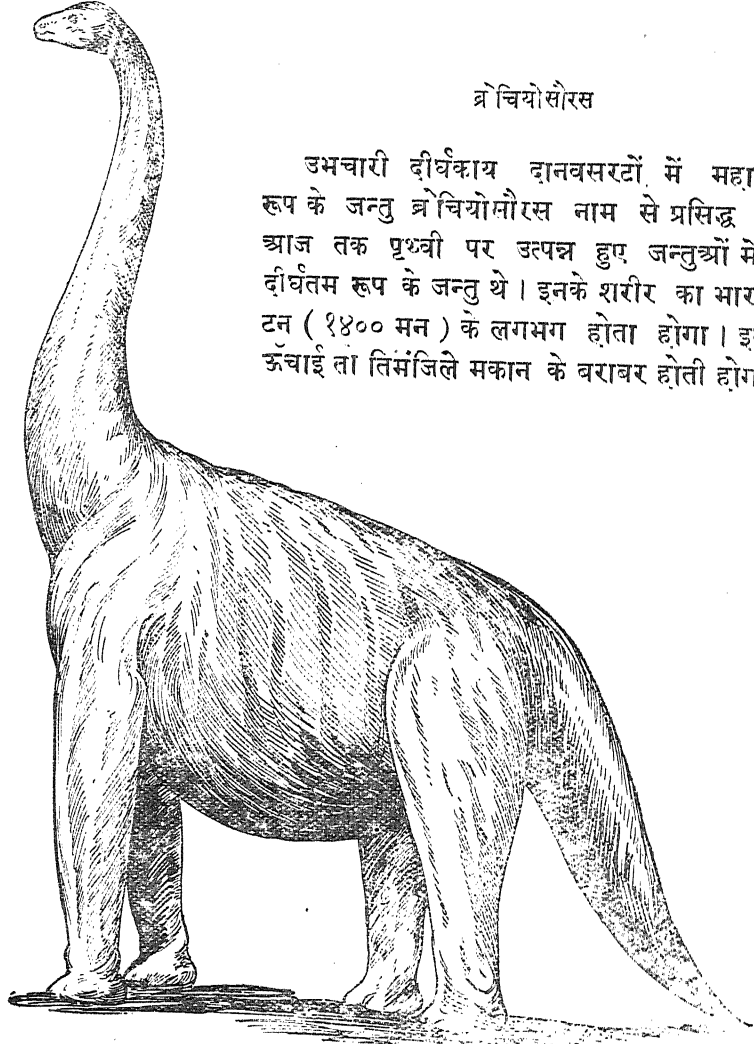 ब्रेचियोसौरस
उभचारी दीर्घकाय दानवसरटों में महा
रूप के जन्तु ब्रेचियोसौरस नाम से प्रसिद्ध
आज तक पृथ्वी पर उत्पन्न हुए जन्तुओं में
दीर्घतम रूप के जन्तु थे । इनके शरीर का भार
टन ( १४०० मन ) के लगभग होता होगा । इ
ऊँचाई तो तिमंजिले मकान के बराबर होती होग